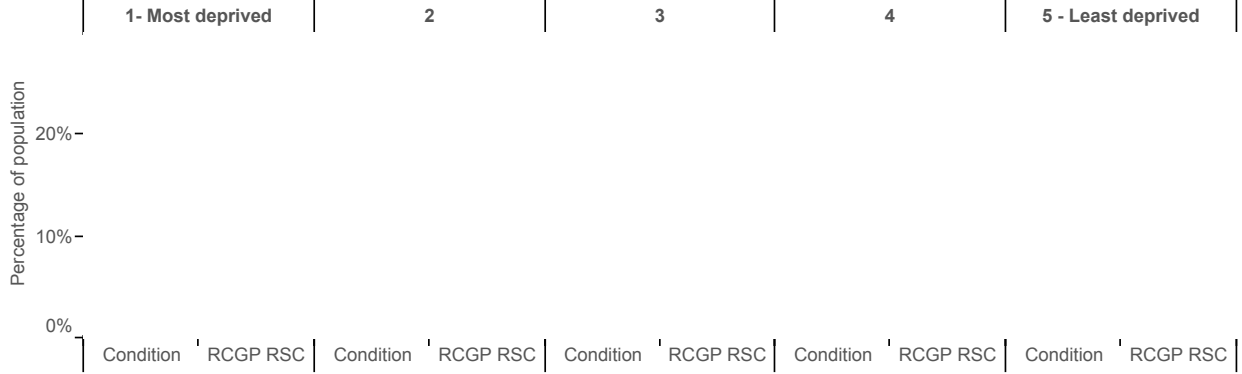 1- Most deprived 2 3 4 5 - Least deprived
Percentage of population
20%
10%
0%
Condition RCGP RSC Condition RCGP RSC Condition RCGP RSC Condition RCGP RSC Condition RCGP RSC